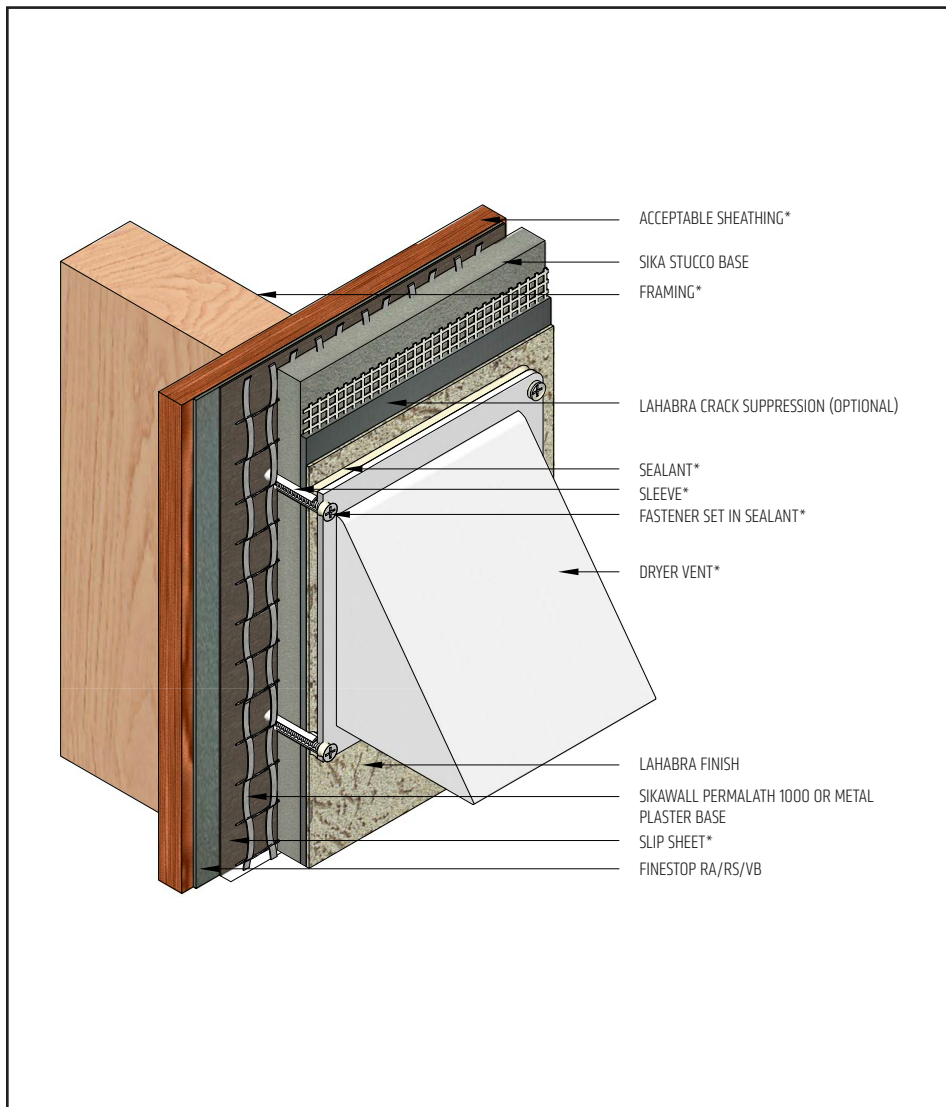 ACCEPTABLE SHEATHING*
SIKA STUCCO BASE
FRAMING*
LAHABRA CRACK SUPPRESSION (OPTIONAL)
SEALANT*
SLEEVE*
FASTENER SET IN SEALANT*
DRYER VENT*
LAHABRA FINISH
SIKAWALL PERMALATH 1000 OR METAL
PLASTER BASE
SLIP SHEET*
FINESTOP RA/RS/VB